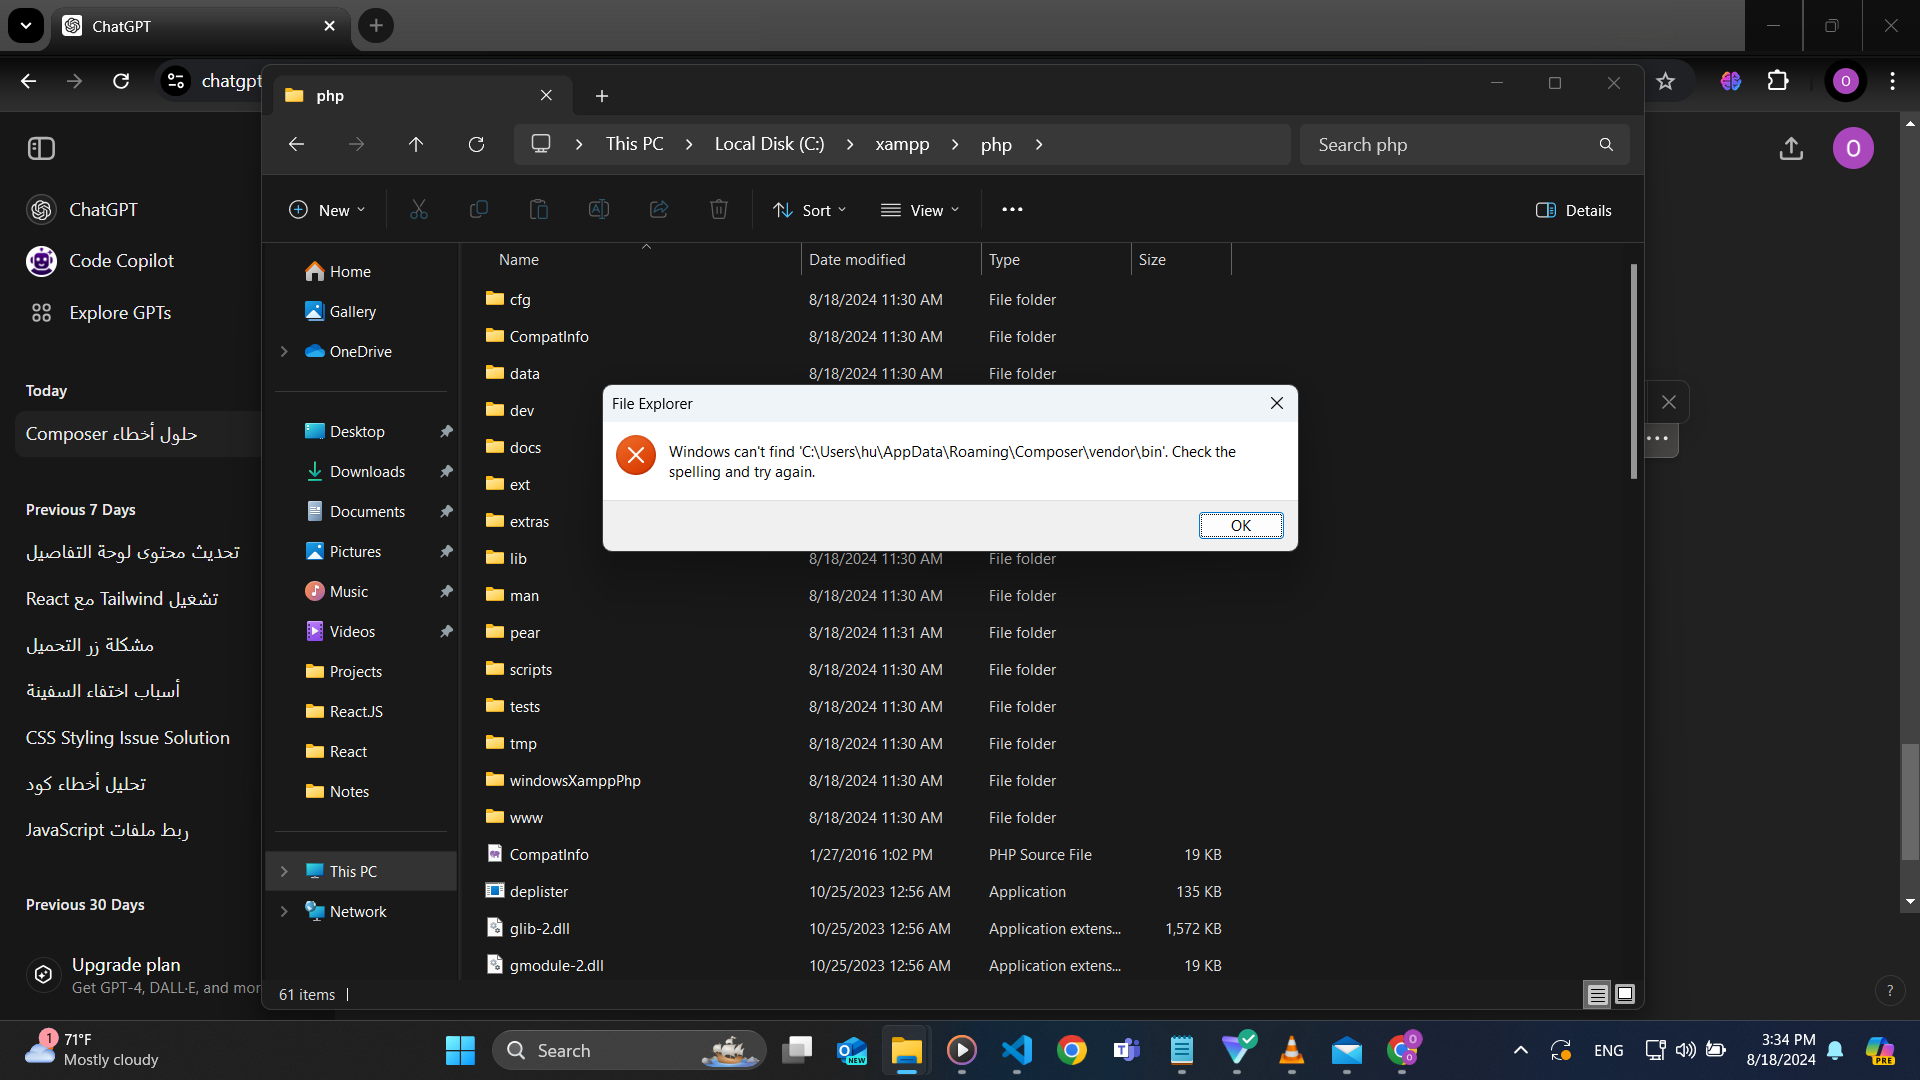 ChatGPT
chatgpt
php
This PC
Local Disk (C:)
xampp
php
Search php
New
Sort
View
Details
ChatGPT
Code Copilot
Explore GPTs
Today
حلول أخطاء Composer
Previous 7 Days
تحديث محتوى لوحة التفاصيل
تشغيل Tailwind مع React
مشكلة زر التحميل
أسباب اختفاء السفينة
CSS Styling Issue Solution
تحليل أخطاء كود
ربط ملفات JavaScript
Previous 30 Days
Upgrade plan
Get GPT-4, DALL·E, and mor
Home
Gallery
OneDrive
Desktop
Downloads
Documents
Pictures
Music
Videos
Projects
ReactJS
React
Notes
This PC
Network
Name Date modified Type Size
cfg 8/18/2024 11:30 AM File folder
CompatInfo 8/18/2024 11:30 AM File folder
data 8/18/2024 11:30 AM File folder
dev
docs
ext
extras
File Explorer
Windows can't find 'C:\Users\hu\AppData\Roaming\Composer\vendor\bin'. Check the
spelling and try again.
OK
lib 8/18/2024 11:30 AM File folder
man 8/18/2024 11:30 AM File folder
pear 8/18/2024 11:31 AM File folder
scripts 8/18/2024 11:30 AM File folder
tests 8/18/2024 11:30 AM File folder
tmp 8/18/2024 11:30 AM File folder
windowsXamppPhp 8/18/2024 11:30 AM File folder
www 8/18/2024 11:30 AM File folder
CompatInfo 1/27/2016 1:02 PM PHP Source File 19 KB
deplister 10/25/2023 12:56 AM Application 135 KB
glib-2.dll 10/25/2023 12:56 AM Application extens... 1,572 KB
gmodule-2.dll 10/25/2023 12:56 AM Application extens... 19 KB
61 items
O
O
?
1
71°F
Mostly cloudy
Search
NEW
ENG
3:34 PM
8/18/2024
PRE